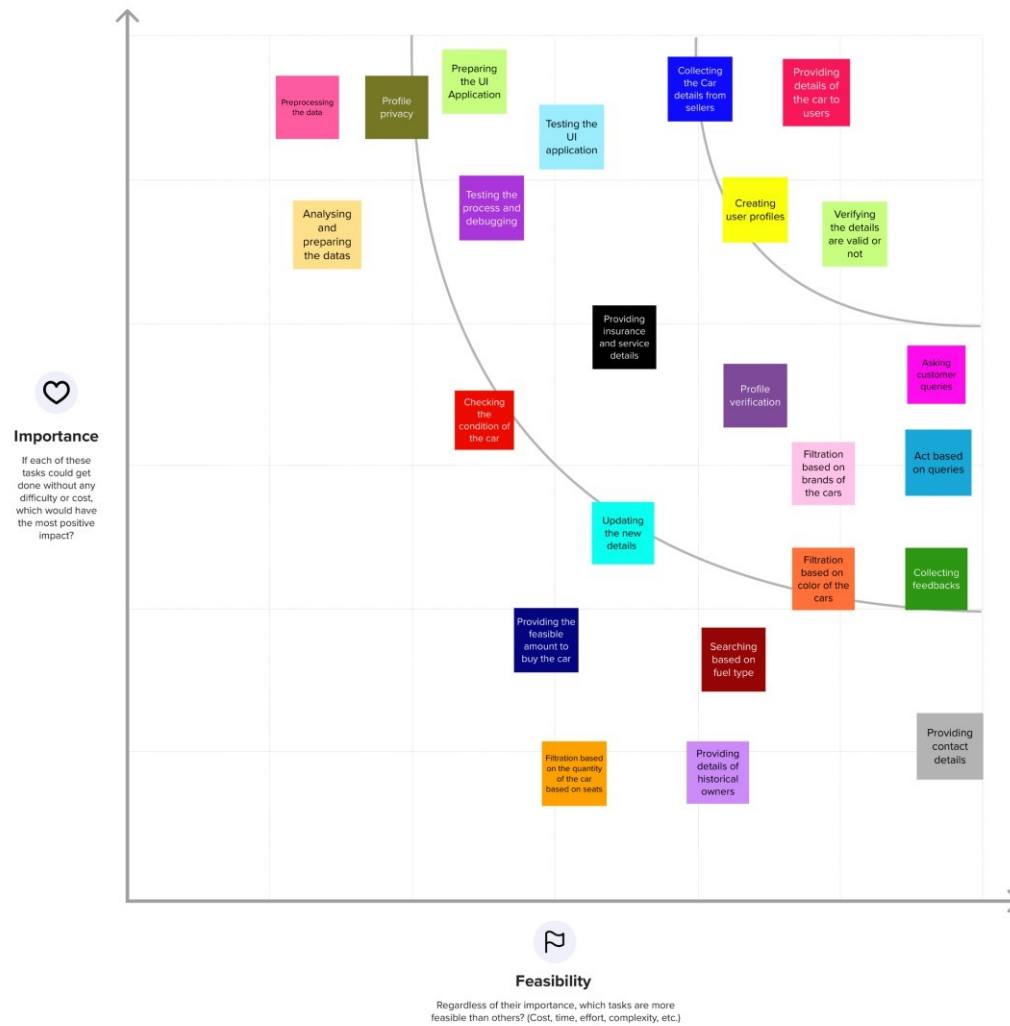 Preparing
the UI
Application
Collecting
the Car
details from
sellers
Providing
details of
the car to
users
Preprocessing
the data
Profile
privacy
Testing the
UI
application
Testing the
process and
debugging
Creating
user profiles
Analysing
and
preparing
the datas
Verifying
the details
are valid or
not
Providing
insurance
and service
details
Asking
customer
queries
Profile
verification
Checking
the
condition of
the car
Filtration
based on
brands of
the cars
Act based
on queries
Importance
If each of these
tasks could get
done without any
difficulty or cost,
which would have
the most positive
impact?
Updating
the new
details
Filtration
based on
color of the
cars
Collecting
feedbacks
Providing the
feasible
amount to
buy the car
Searching
based on
fuel type
Providing
contact
details
Filtration based
on the quantity
of the car
based on seats
Providing
details of
historical
owners
Feasibility
Regardless of their importance, which tasks are more
feasible than others? (Cost, time, effort, complexity, etc.)